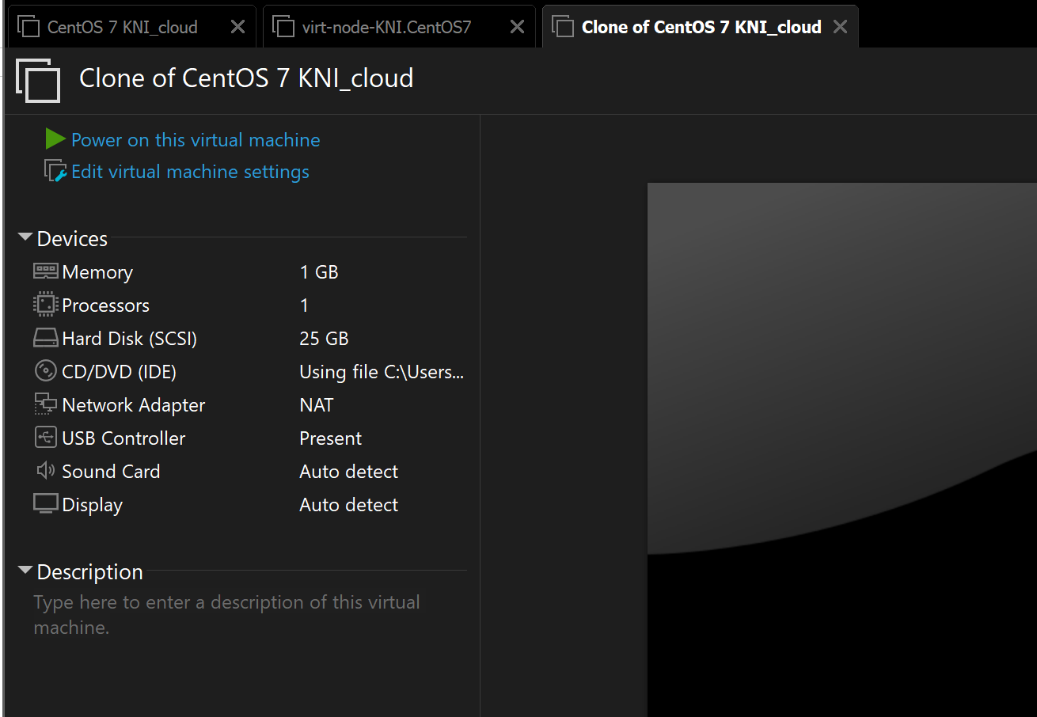 CentOS 7 KNI_cloud
virt-node-KNI.CentOS7
Clone of CentOS 7 KNI_cloud
Clone of CentOS 7 KNI_cloud
Power on this virtual machine
Edit virtual machine settings
Devices
Memory 1 GB
Processors 1
Hard Disk (SCSI) 25 GB
CD/DVD (IDE) Using file C:\Users...
Network Adapter NAT
USB Controller Present
Sound Card Auto detect
Display Auto detect
Description
Type here to enter a description of this virtual
machine.